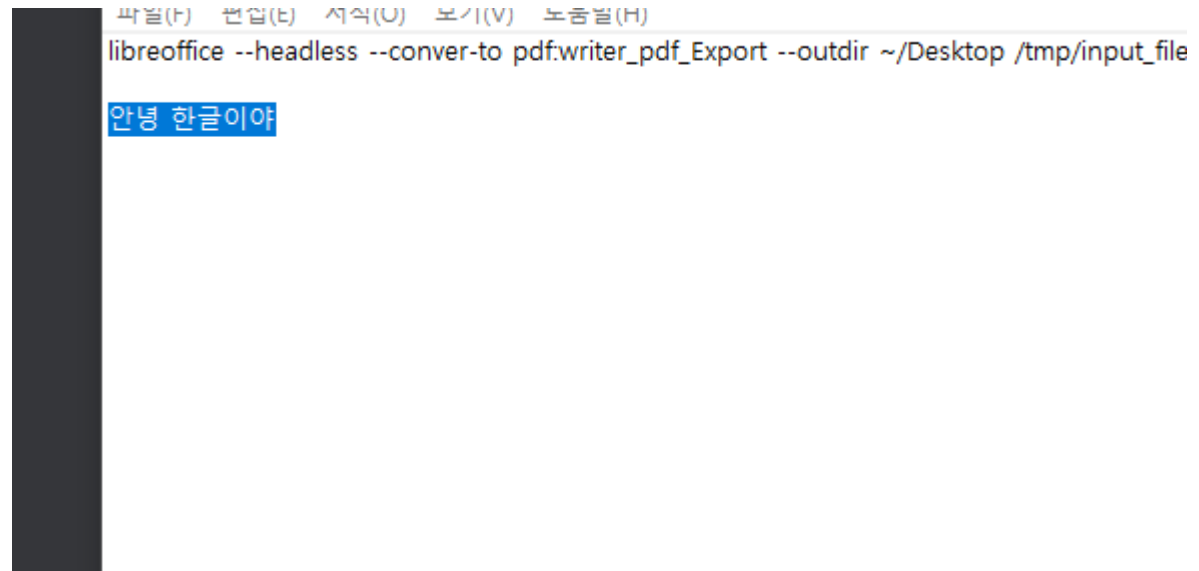 파일(F) 편집(E) 서식(O) 보기(V) 도움말(H)
libreoffice --headless --conver-to pdf:writer_pdf_Export --outdir ~/Desktop /tmp/input_file
안녕 한글이야